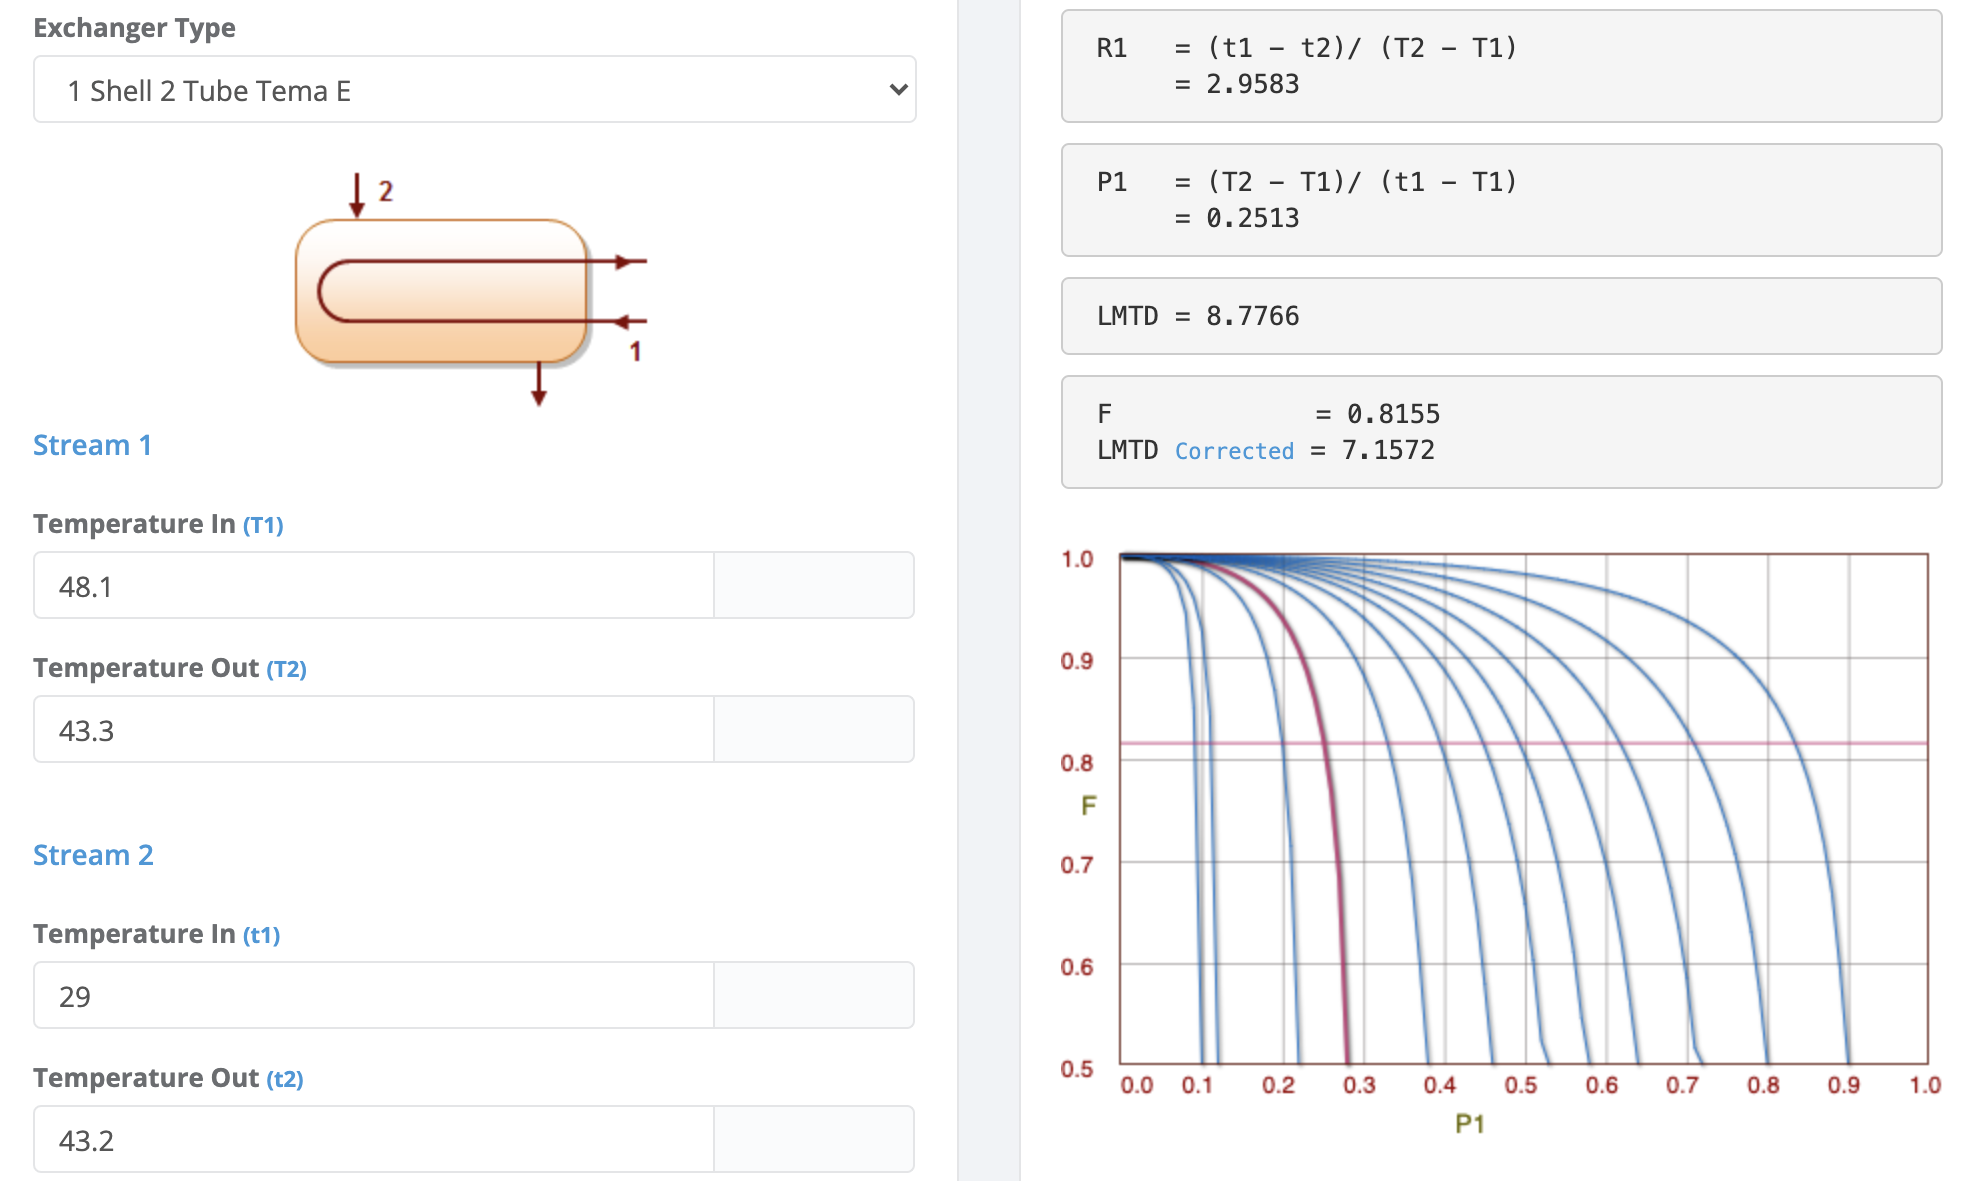 Exchanger Type
1 Shell 2 Tube Tema E
2
1
Stream 1
Temperature In (T1)
48.1
Temperature Out (T2)
43.3
Stream 2
Temperature In (t1)
29
Temperature Out (t2)
43.2
R1 = (t1 − t2)/ (T2 − T1)
= 2.9583
P1 = (T2 − T1)/ (t1 − T1)
= 0.2513
LMTD = 8.7766
F = 0.8155
LMTD Corrected = 7.1572
1.0
0.9
0.8
F
0.7
0.6
0.5
0.0 0.1 0.2 0.3 0.4 0.5 0.6 0.7 0.8 0.9 1.0
P1